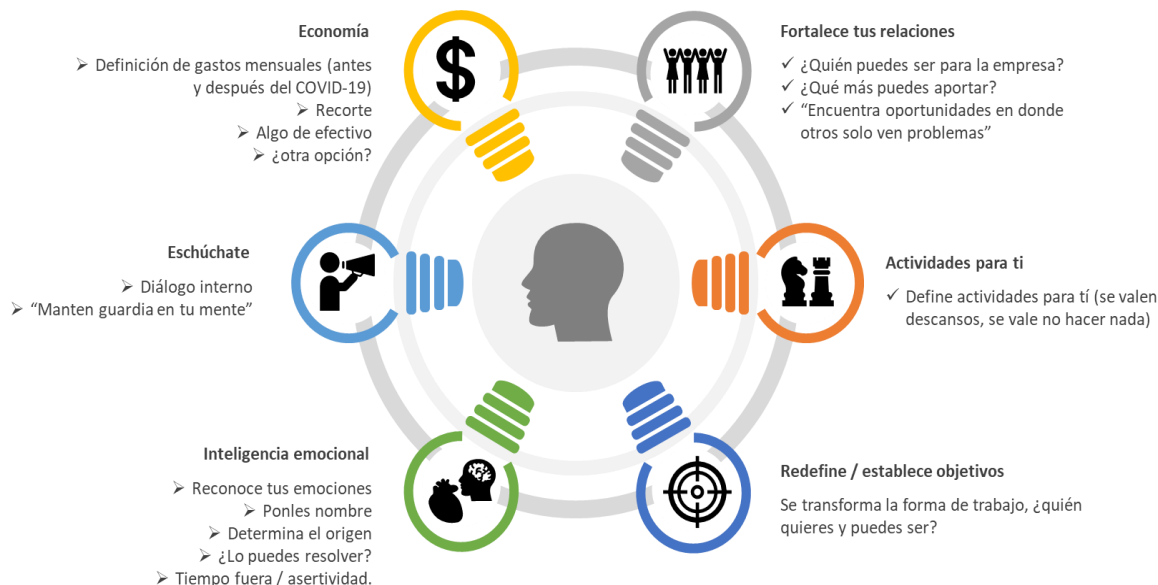 Economía
➢ Definición de gastos mensuales (antes
y después del COVID-19)
➢ Recorte
➢ Algo de efectivo
➢ ¿otra opción?
$
Fortalece tus relaciones
✓ ¿Quién puedes ser para la empresa?
✓ ¿Qué más puedes aportar?
✓ “Encuentra oportunidades en donde
otros solo ven problemas”
Eschúchate
➢ Diálogo interno
➢ “Manten guardia en tu mente”
Actividades para ti
✓ Define actividades para tí (se valen
descansos, se vale no hacer nada)
Inteligencia emocional
➢ Reconoce tus emociones
➢ Ponles nombre
➢ Determina el origen
➢ ¿Lo puedes resolver?
➢ Tiempo fuera / asertividad.
Redefine / establece objetivos
Se transforma la forma de trabajo, ¿quién
quieres y puedes ser?